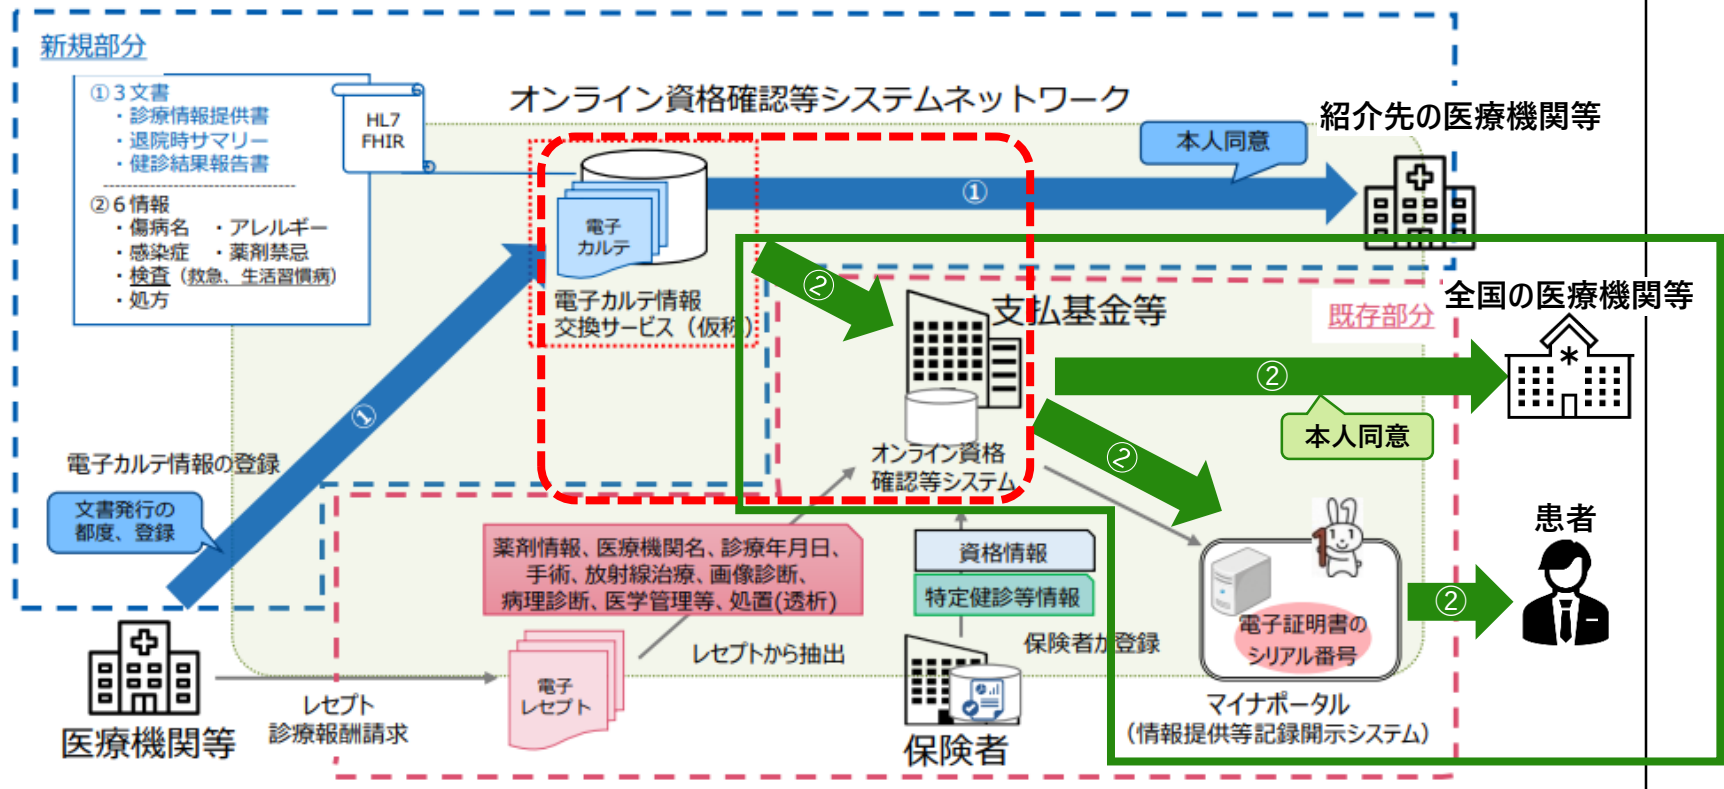 新規部分
①３文書
・診療情報提供書
・退院時サマリー
・健診結果報告書
②６情報
・傷病名　・アレルギー
・感染症　・薬剤禁忌
・検査（救急、生活習慣病）
・処方
HL7
FHIR
オンライン資格確認等システムネットワーク
本人同意
紹介先の医療機関等
①
電子
カルテ
電子カルテ情報
交換サービス（仮称）
②
支払基金等
既存部分
全国の医療機関等
②
本人同意
①
電子カルテ情報の登録
文書発行の
都度、登録
オンライン資格
確認等システム
②
薬剤情報、医療機関名、診療年月日、
手術、放射線治療、画像診断、
病理診断、医学管理等、処置(透析)
資格情報
特定健診等情報
患者
②
電子証明書の
シリアル番号
レセプトから抽出
保険者が登録
医療機関等
レセプト
診療報酬請求
電子
レセプト
保険者
マイナポータル
（情報提供等記録開示システム）